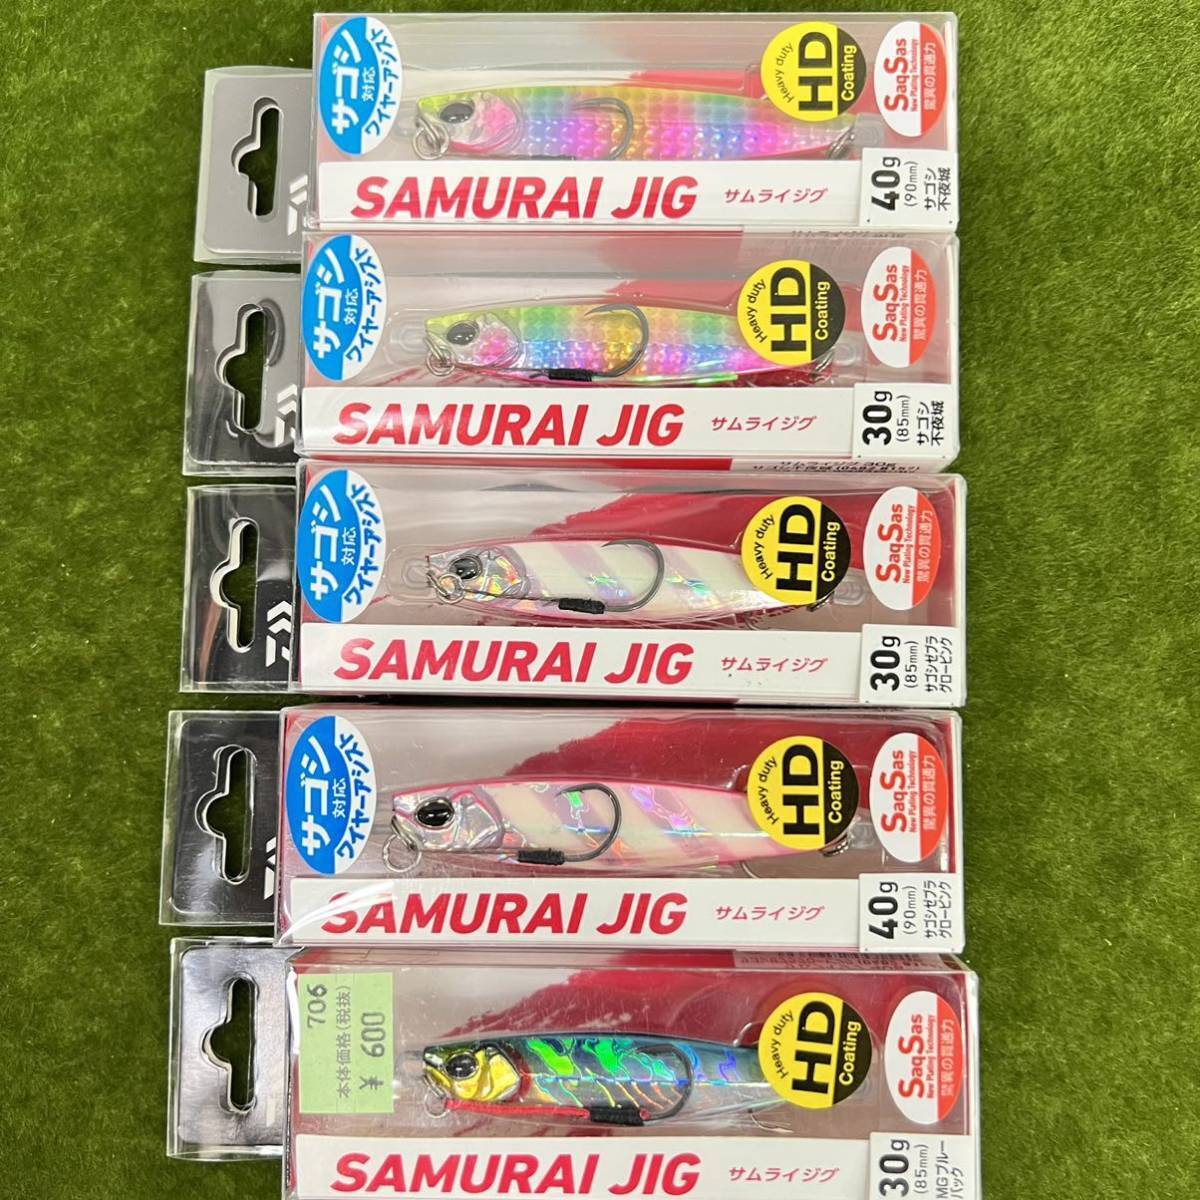 サゴシ
対応
ワイヤーアシスト
Heavy duty
HD
Coating
SaqSas
New Plating Technology
驚異の貫通力
SAMURAI JIG サムライジグ
40g
(90mm)
サゴシ
不夜城
サゴシ
対応
ワイヤーアシスト
Heavy duty
HD
Coating
SaqSas
New Plating Technology
驚異の貫通力
SAMURAI JIG サムライジグ
30g
(85mm)
サゴシ
不夜城
サムライジグ 30g
サゴシ
対応
ワイヤーアシスト
Heavy duty
HD
Coating
SaqSas
New Plating Technology
驚異の貫通力
SAMURAI JIG サムライジグ
30g
(85mm)
サゴシゼブラ
グローピンク
サゴシ
対応
ワイヤーアシスト
Heavy duty
HD
Coating
SaqSas
New Plating Technology
驚異の貫通力
SAMURAI JIG サムライジグ
40g
(90mm)
サゴシゼブラ
グローピンク
706
本体価格(税抜)
¥ 600
Heavy duty
HD
Coating
SaqSas
New Plating Technology
驚異の貫通力
SAMURAI JIG サムライジグ
30g
(85mm)
MGブルー
バック